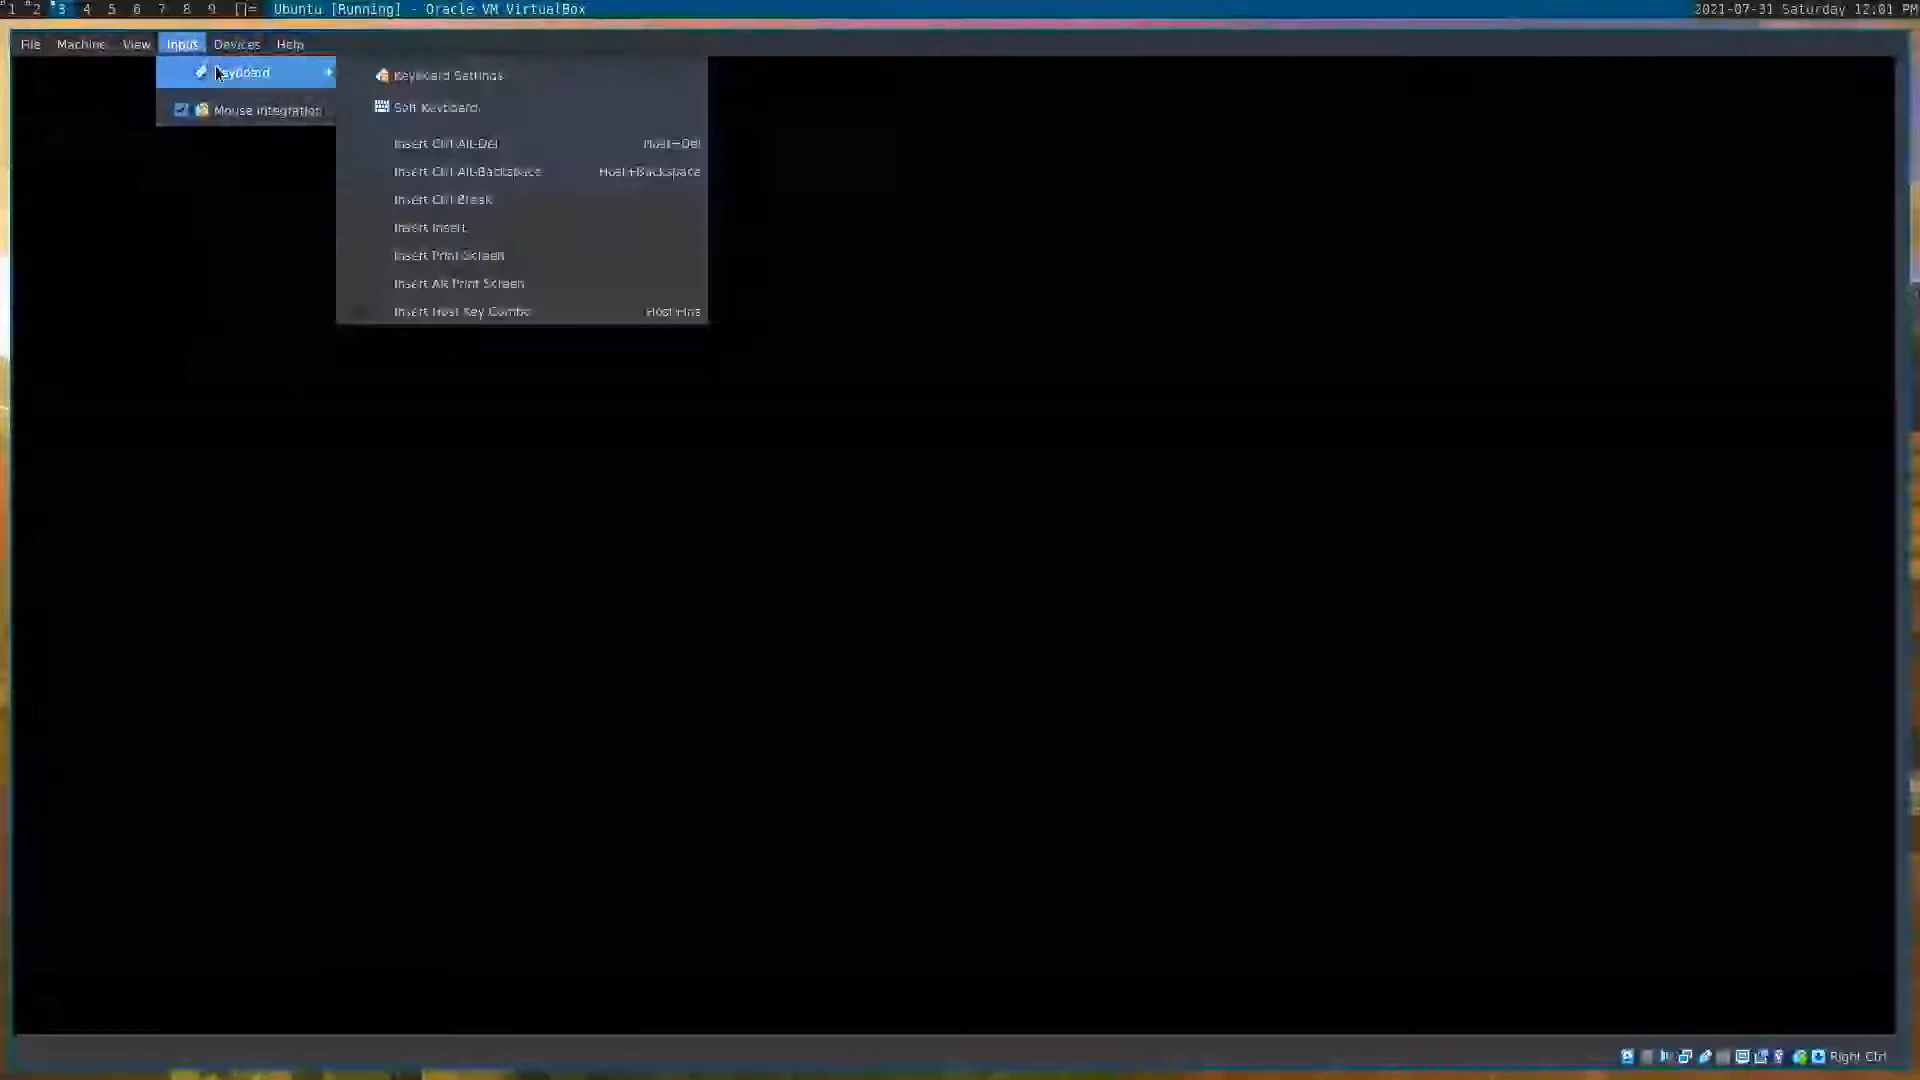 1 2 3 4 5 6 7 8 9 []= Ubuntu [Running] - Oracle VM VirtualBox 2021-07-31 Saturday 12:01 PM
File Machine View Input Devices Help
Keyboard
Mouse Integration
Keyboard Settings
Soft Keyboard
Insert Ctrl-Alt-Del Host+Del
Insert Ctrl-Alt-Backspace Host+Backspace
Insert Ctrl-Break
Insert Insert
Insert Print Screen
Insert Alt Print Screen
Insert Host Key Combo Host+Ins
Right Ctrl